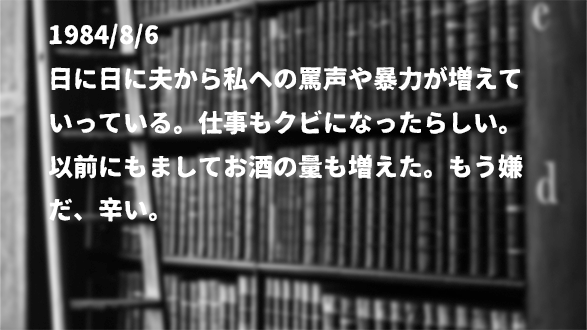 1984/8/6
日に日に夫から私への罵声や暴力が増えて
いっている。仕事もクビになったらしい。
以前にもましてお酒の量も増えた。もう嫌
だ、辛い。
c
d